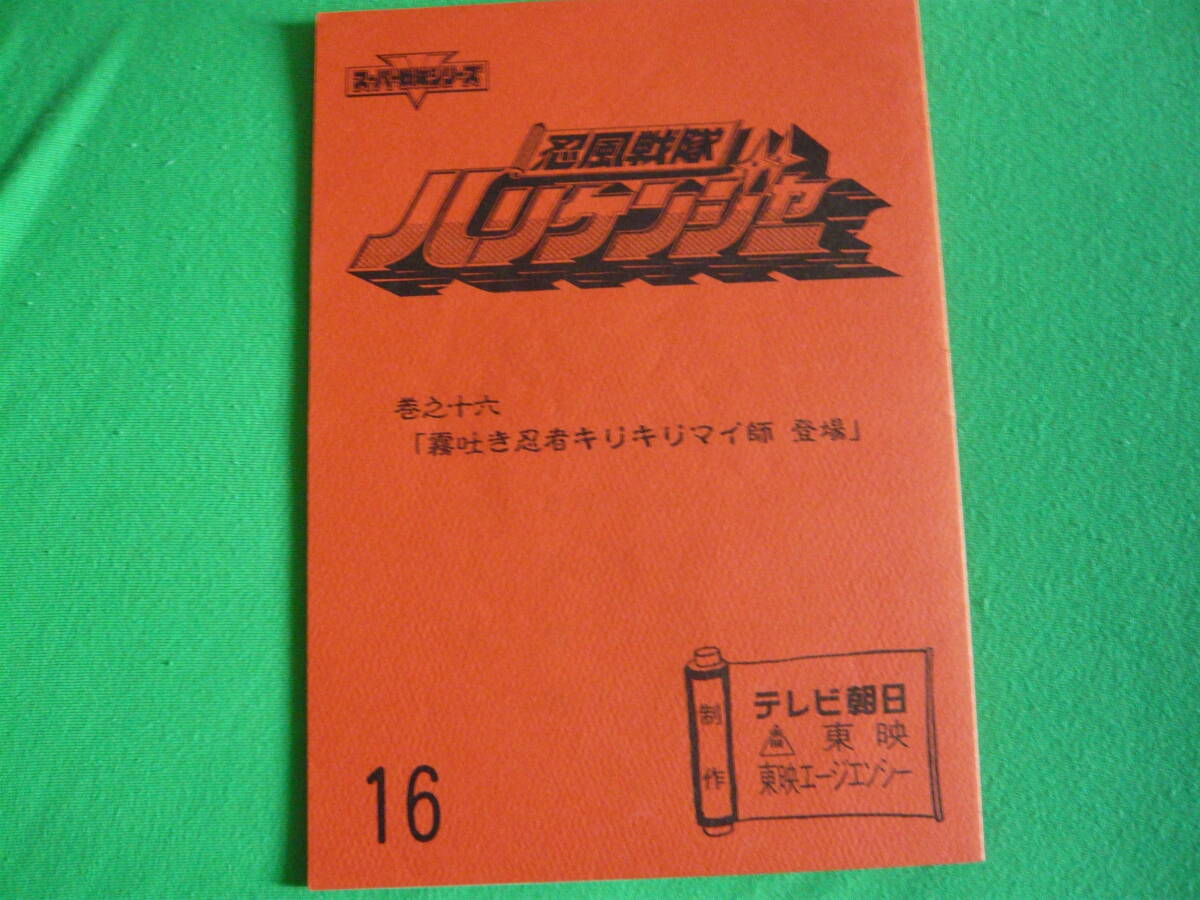 スーパー戦隊シリーズ
忍風戦隊
ハリケンジャー
巻之十六
「霧吐き忍者キリキリマイ師 登場」
制作
テレビ朝日
東映
東映エージエンシー
16